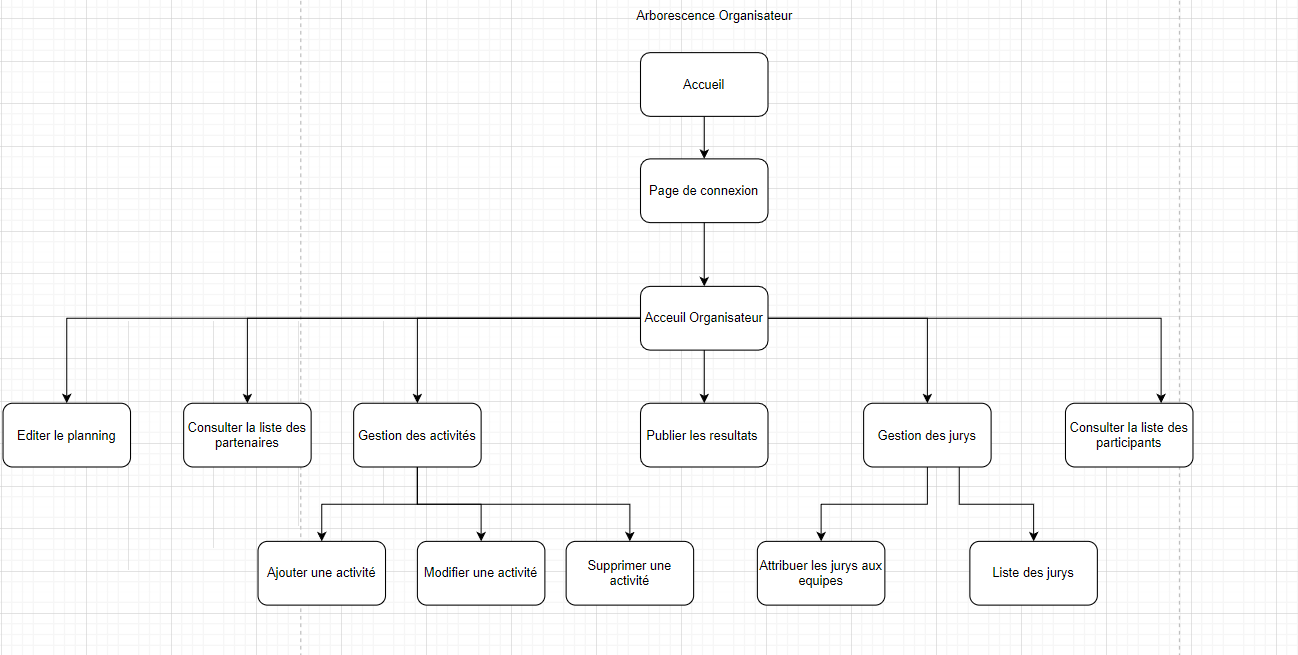 Arborescence Organisateur
Accueil
Page de connexion
Acceuil Organisateur
Editer le planning
Consulter la liste des
partenaires
Gestion des activités
Publier les resultats
Gestion des jurys
Consulter la liste des
participants
Ajouter une activité
Modifier une activité
Supprimer une
activité
Attribuer les jurys aux
equipes
Liste des jurys